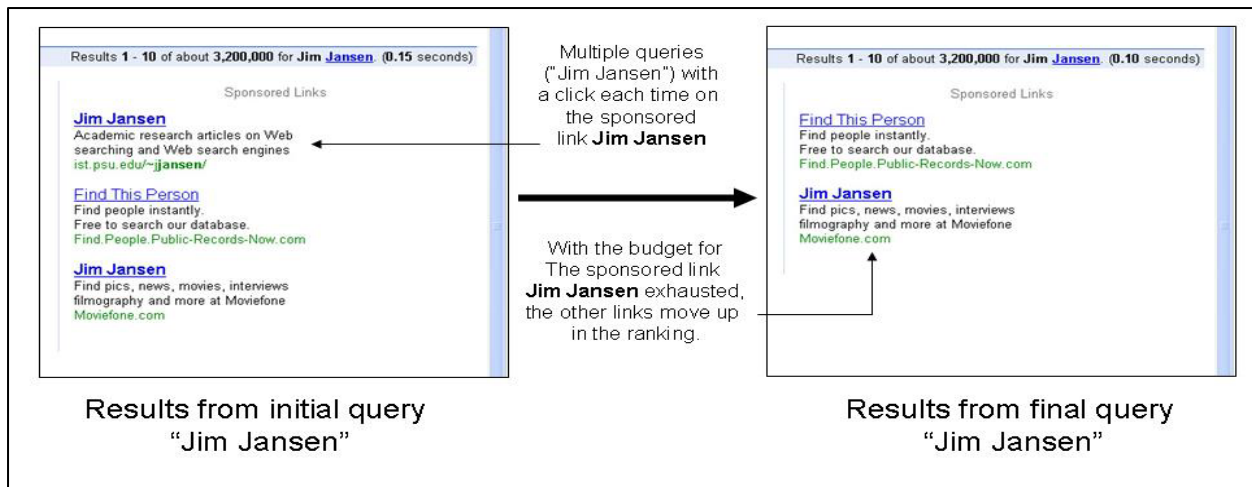 Results 1 - 10 of about 3,200,000 for Jim Jansen. (0.15 seconds)
Sponsored Links
Jim Jansen
Academic research articles on Web
searching and Web search engines
ist.psu.edu/~jjansen/
Find This Person
Find people instantly.
Free to search our database.
Find.People.Public-Records-Now.com
Jim Jansen
Find pics, news, movies, interviews
filmography and more at Moviefone
Moviefone.com
Multiple queries
("Jim Jansen") with
a click each time on
the sponsored
link Jim Jansen
With the budget for
The sponsored link
Jim Jansen exhausted,
the other links move up
in the ranking.
Results 1 - 10 of about 3,200,000 for Jim Jansen. (0.10 seconds)
Sponsored Links
Find This Person
Find people instantly.
Free to search our database.
Find.People.Public-Records-Now.com
Jim Jansen
Find pics, news, movies, interviews
filmography and more at Moviefone
Moviefone.com
Results from initial query
“Jim Jansen”
Results from final query
“Jim Jansen”